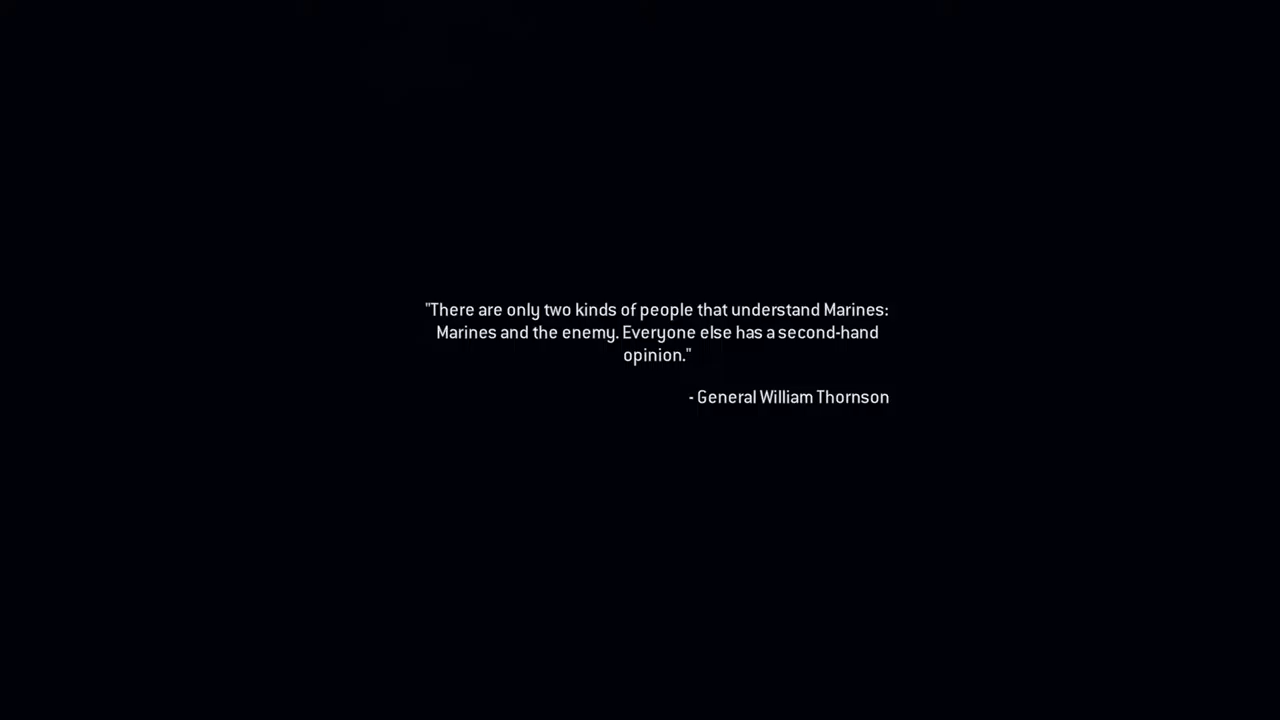 "There are only two kinds of people that understand Marines:
Marines and the enemy. Everyone else has a second-hand
opinion."
- General William Thornson